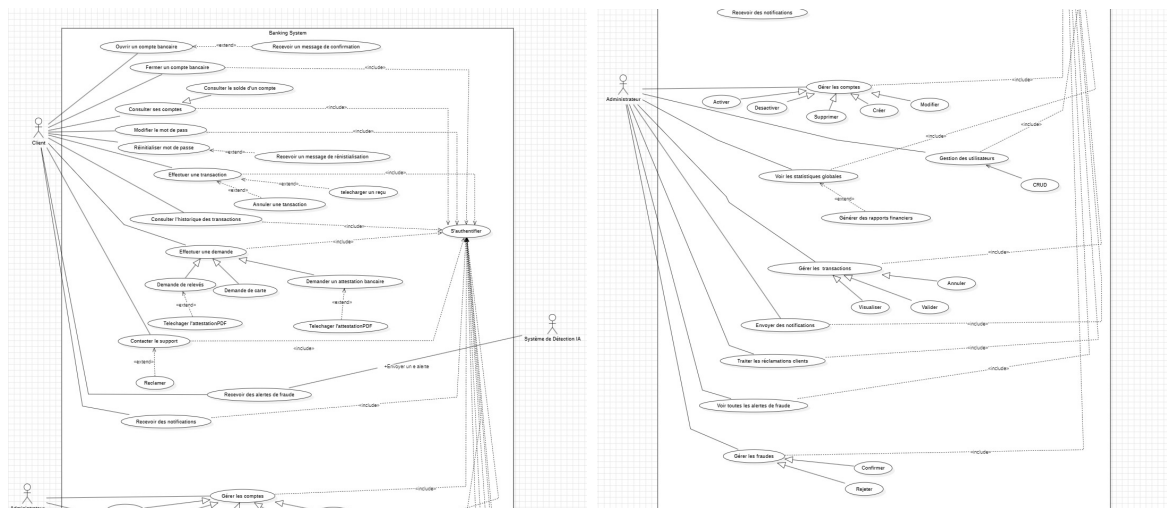 Banking System
Ouvrir un compte bancaire
«extend»
Recevoir un message de confirmation
Fermer un compte bancaire
«include»
Consulter le solde d'un compte
Consulter ses comptes
«include»
Modifier le mot de pass
«include»
Client
Réinitialiser mot de passe
«extend»
Recevoir un message de rénistialisation
Effectuer une transaction
«include»
«extend»
telecharger un reçu
«extend»
Annuler une tansaction
Consulter l'historique des transactions
«include»
S'authentifier
Effectuer une demande
«include»
Demande de relevés
Demande de carte
Demander un attestation bancaire
«extend»
«extend»
Telechager l'attestationPDF
Telechager l'attestationPDF
Contacter le support
«include»
Système de Détection IA
«extend»
+Envoyer un e alerte
Reclamer
Recevoir des alertes de fraude
Recevoir des notifications
«include»
Gérer les comptes
«include»
Administrateur
Recevoir des notifications
Administrateur
Gérer les comptes
«include»
Activer
Desactiver
Supprimer
Créer
Modifier
«include»
«include»
Gestion des utilisateurs
Voir les statistiques globales
CRUD
«extend»
Générer des rapports financiers
Gérer les transactions
«include»
Annuler
Visualiser
Valider
Envoyer des notifications
«include»
Traiter les réclamations clients
«include»
«include»
Voir toutes les alertes de fraude
Gérer les fraudes
«include»
Confirmer
Rejeter